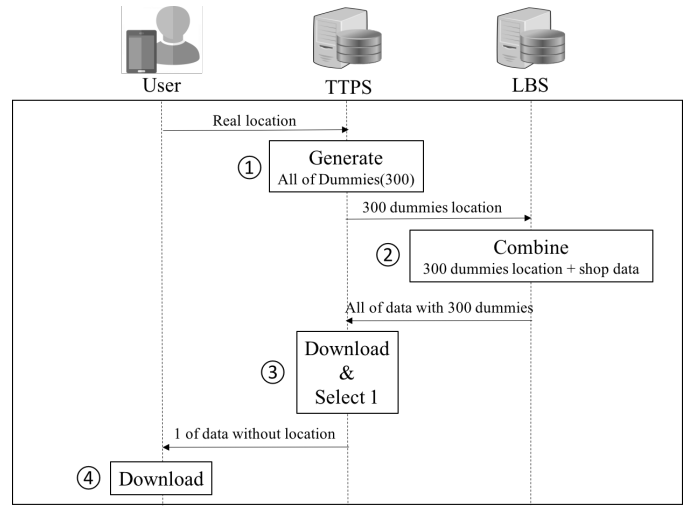 User
TTPS
LBS
Real location
①
Generate
All of Dummies(300)
300 dummies location
②
Combine
300 dummies location + shop data
All of data with 300 dummies
③
Download
&
Select 1
1 of data without location
④
Download